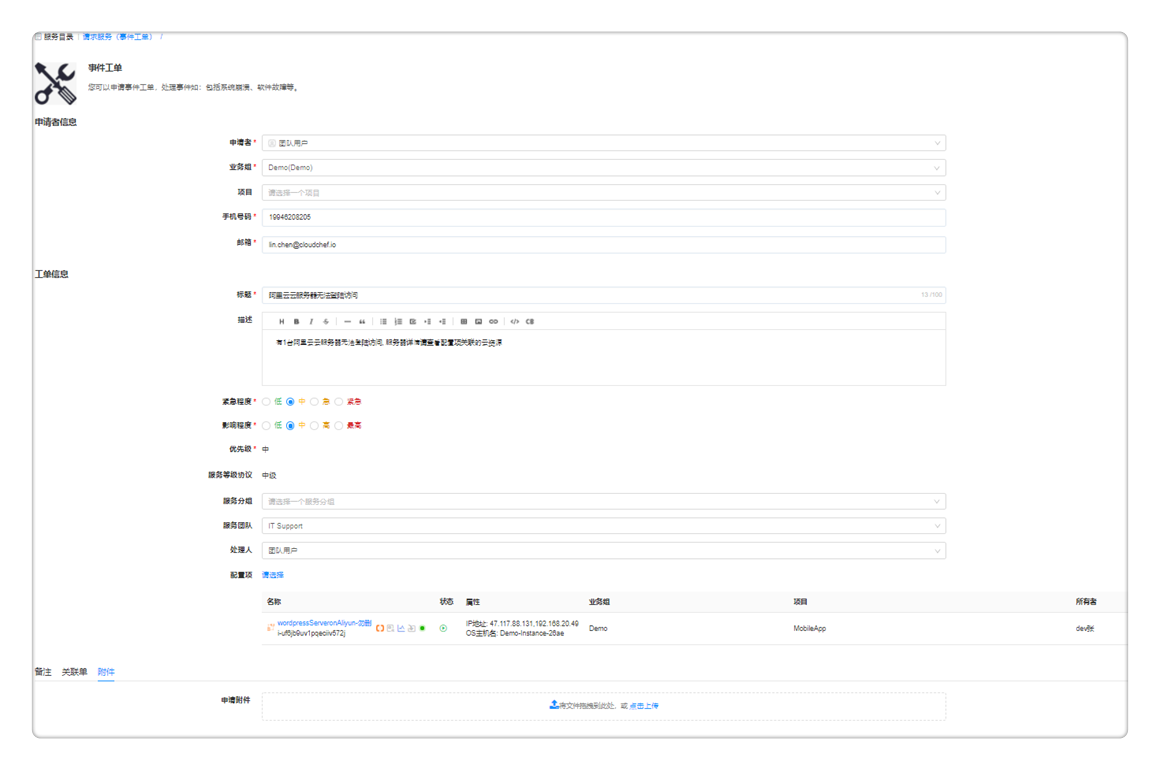 服务目录 / 请求服务（事件工单） /
事件工单
您可以申请事件工单，处理事件如：包括系统崩溃、软件故障等。
申请者信息
申请者* 团队用户
业务组* Demo(Demo)
项目 请选择一个项目
手机号码* 19946208205
邮箱* lin.chen@cloudchef.io
工单信息
标题* 阿里云云服务器无法登陆访问 13 /100
描述
有1台阿里云云服务器无法登陆访问, 服务器详情请查看配置项关联的云资源
紧急程度* 低 中 急 紧急
影响程度* 低 中 高 最高
优先级* 中
服务等级协议 中级
服务分组 请选择一个服务分组
服务团队 IT Support
处理人 团队用户
配置项 请选择
名称 状态 属性 业务组 项目 所有者
wordpressServeronAliyun-勿删 IP地址: 47.117.88.131,192.168.20.49 Demo MobileApp dev张
i-uf6jb9uv1pqeciiv572j OS主机名: Demo-Instance-26ae
备注 关联单 附件
申请附件 将文件拖拽到此处，或 点击上传